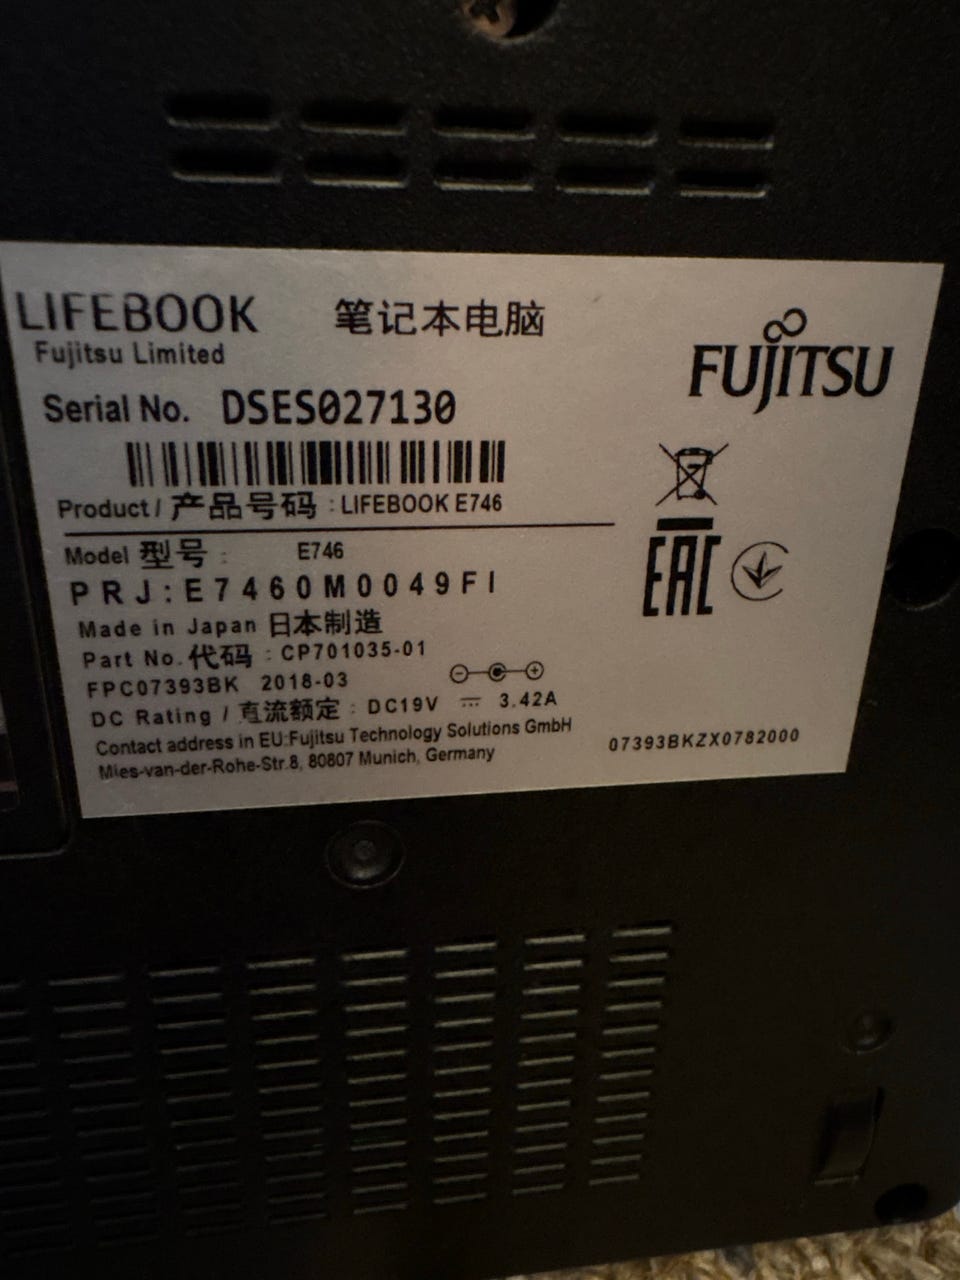 LIFEBOOK 笔记本电脑
Fujitsu Limited
FUJITSU
Serial No. DSES027130
Product / 产品号码 : LIFEBOOK E746
Model 型号 : E746
PRJ:E7460M0049FI
EAC
Made in Japan 日本制造
Part No. 代码 : CP701035-01
FPC07393BK 2018-03
DC Rating / 直流额定 : DC19V ⎓ 3.42A
Contact address in EU:Fujitsu Technology Solutions GmbH
Mies-van-der-Rohe-Str.8, 80807 Munich, Germany
07393BKZX0782000